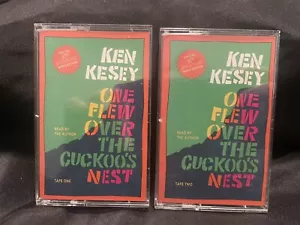 KEN
KESEY
ONE
FLEW
OVER
THE
CUCKOO'S
NEST
READ BY
THE AUTHOR
TAPE ONE
KEN
KESEY
ONE
FLEW
OVER
THE
CUCKOO'S
NEST
READ BY
THE AUTHOR
TAPE TWO